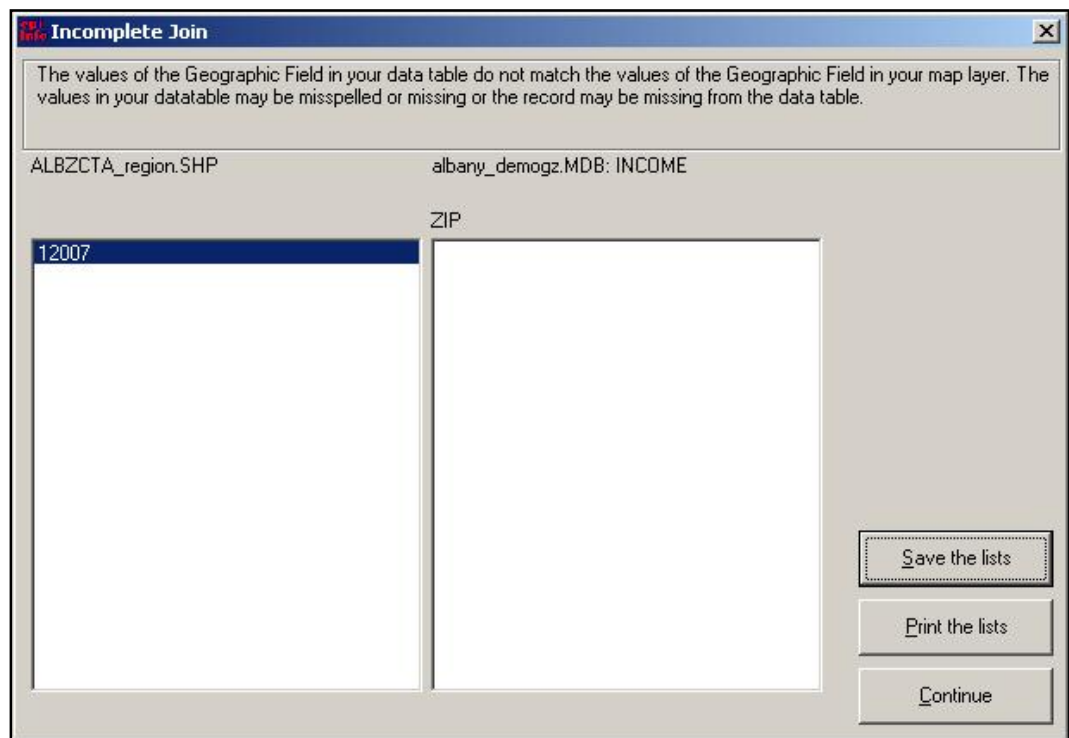 epi info Incomplete Join
The values of the Geographic Field in your data table do not match the values of the Geographic Field in your map layer. The
values in your datatable may be misspelled or missing or the record may be missing from the data table.
ALBZCTA_region.SHP albany_demogz.MDB: INCOME
ZIP
12007
Save the lists
Print the lists
Continue